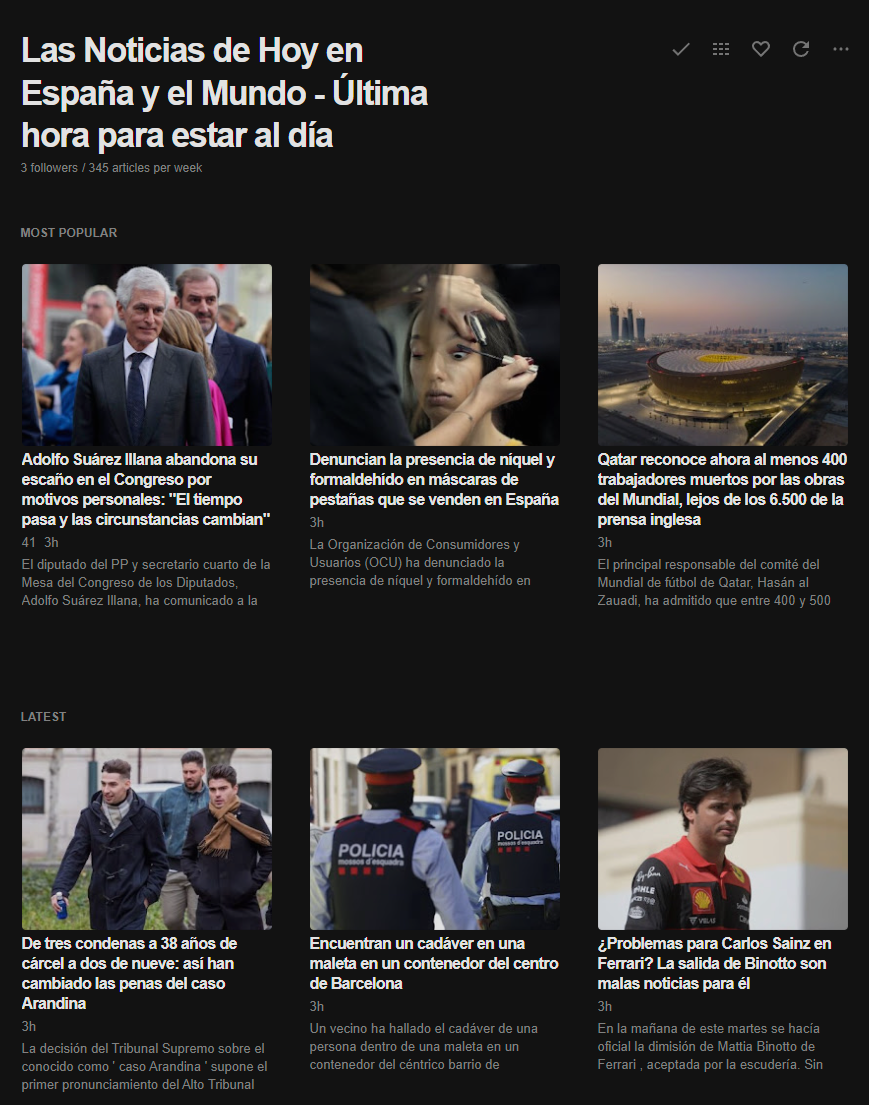 Las Noticias de Hoy en
España y el Mundo - Última
hora para estar al día
3 followers / 345 articles per week
MOST POPULAR
Adolfo Suárez Illana abandona su
escaño en el Congreso por
motivos personales: "El tiempo
pasa y las circunstancias cambian"
41 3h
El diputado del PP y secretario cuarto de la
Mesa del Congreso de los Diputados,
Adolfo Suárez Illana, ha comunicado a la
Denuncian la presencia de níquel y
formaldehído en máscaras de
pestañas que se venden en España
3h
La Organización de Consumidores y
Usuarios (OCU) ha denunciado la
presencia de níquel y formaldehído en
Qatar reconoce ahora al menos 400
trabajadores muertos por las obras
del Mundial, lejos de los 6.500 de la
prensa inglesa
3h
El principal responsable del comité del
Mundial de fútbol de Qatar, Hasán al
Zauadi, ha admitido que entre 400 y 500
LATEST
De tres condenas a 38 años de
cárcel a dos de nueve: así han
cambiado las penas del caso
Arandina
3h
La decisión del Tribunal Supremo sobre el
conocido como ' caso Arandina ' supone el
primer pronunciamiento del Alto Tribunal
POLICIA
mossos d'esquadra
POLICIA
mossos d'esquadra
Encuentran un cadáver en una
maleta en un contenedor del centro
de Barcelona
3h
Un vecino ha hallado el cadáver de una
persona dentro de una maleta en un
contenedor del céntrico barrio de
Ray-Ban
¿Problemas para Carlos Sainz en
Ferrari? La salida de Binotto son
malas noticias para él
3h
En la mañana de este martes se hacía
oficial la dimisión de Mattia Binotto de
Ferrari , aceptada por la escudería. Sin